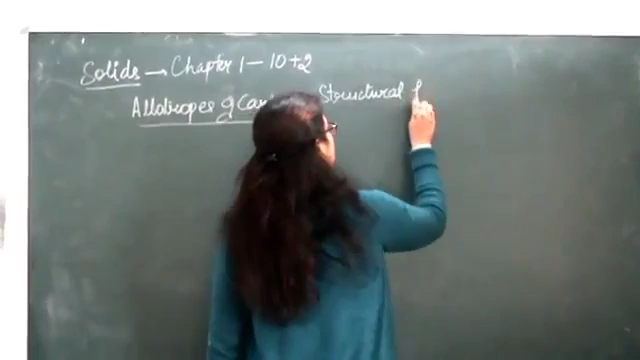 Solids → Chapter 1 - 10+2
Allotropes of Structural